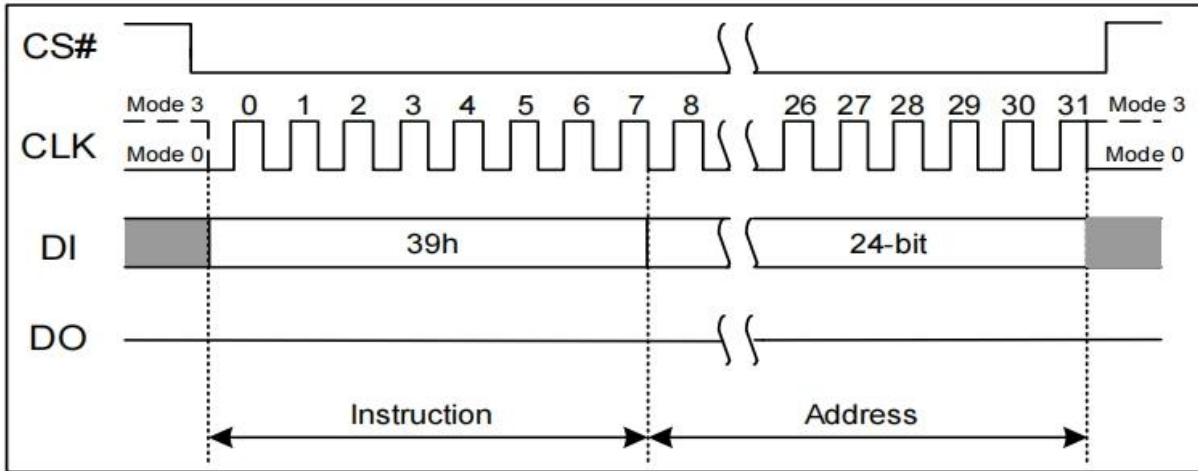 CS#
Mode 3 0 1 2 3 4 5 6 7 8 26 27 28 29 30 31 Mode 3
CLK
Mode 0 Mode 0
DI 39h 24-bit
DO
Instruction Address